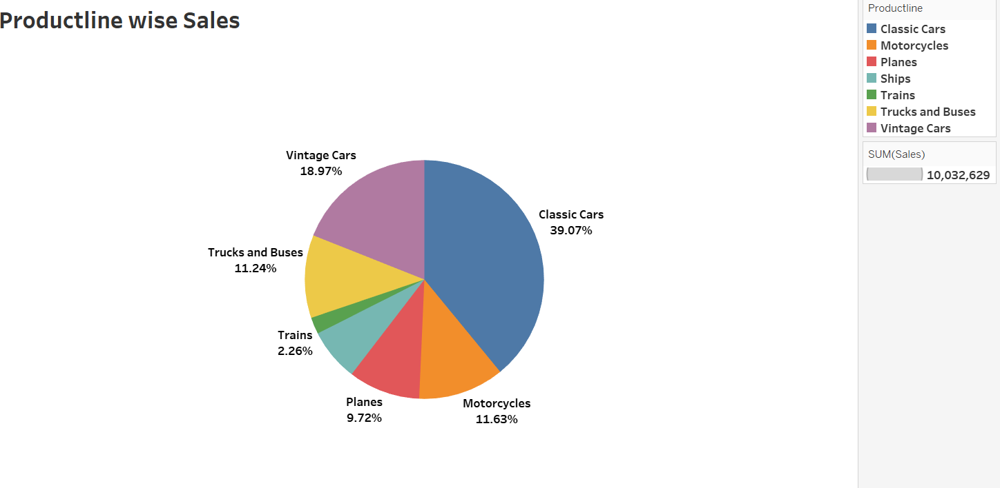 Productline wise Sales
Productline
Classic Cars
Motorcycles
Planes
Ships
Trains
Trucks and Buses
Vintage Cars
SUM(Sales)
10,032,629
Vintage Cars
18.97%
Classic Cars
39.07%
Trucks and Buses
11.24%
Trains
2.26%
Planes
9.72%
Motorcycles
11.63%